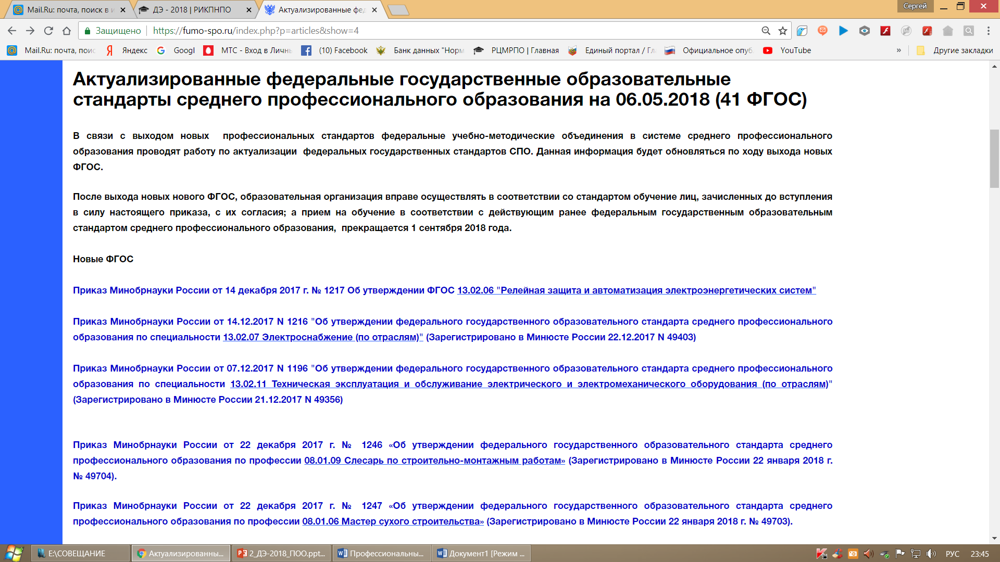 Mail.Ru: почта, поиск в и
ДЭ - 2018 | РИКПНПО
Актуализированные фед
Сергей
Защищено
https://fumo-spo.ru/index.php?p=articles&show=4
Mail.Ru: почта, поис
Яндекс
Googl
МТС - Вход в Личнь
(10) Facebook
Банк данных "Норм
РЦМРПО | Главная
Единый портал / Гл
Официальное опуб
YouTube
»
Другие закладки
Актуализированные федеральные государственные образовательные
стандарты среднего профессионального образования на 06.05.2018 (41 ФГОС)
В связи с выходом новых профессиональных стандартов федеральные учебно-методические объединения в системе среднего профессионального
образования проводят работу по актуализации федеральных государственных стандартов СПО. Данная информация будет обновляться по ходу выхода новых
ФГОС.
После выхода новых нового ФГОС, образовательная организация вправе осуществлять в соответствии со стандартом обучение лиц, зачисленных до вступления
в силу настоящего приказа, с их согласия; а прием на обучение в соответствии с действующим ранее федеральным государственным образовательным
стандартом среднего профессионального образования, прекращается 1 сентября 2018 года.
Новые ФГОС
Приказ Минобрнауки России от 14 декабря 2017 г. № 1217 Об утверждении ФГОС 13.02.06 "Релейная защита и автоматизация электроэнергетических систем"
Приказ Минобрнауки России от 14.12.2017 N 1216 "Об утверждении федерального государственного образовательного стандарта среднего профессионального
образования по специальности 13.02.07 Электроснабжение (по отраслям)" (Зарегистрировано в Минюсте России 22.12.2017 N 49403)
Приказ Минобрнауки России от 07.12.2017 N 1196 "Об утверждении федерального государственного образовательного стандарта среднего профессионального
образования по специальности 13.02.11 Техническая эксплуатация и обслуживание электрического и электромеханического оборудования (по отраслям)"
(Зарегистрировано в Минюсте России 21.12.2017 N 49356)
Приказ Минобрнауки России от 22 декабря 2017 г. № 1246 «Об утверждении федерального государственного образовательного стандарта среднего
профессионального образования по профессии 08.01.09 Слесарь по строительно-монтажным работам» (Зарегистрировано в Минюсте России 22 января 2018 г.
№ 49704).
Приказ Минобрнауки России от 22 декабря 2017 г. № 1247 «Об утверждении федерального государственного образовательного стандарта среднего
профессионального образования по профессии 08.01.06 Мастер сухого строительства» (Зарегистрировано в Минюсте России 22 января 2018 г. № 49703).
E:\СОВЕЩАНИЕ
Актуализированны...
2_ДЭ-2018_ПОО.ppt...
Профессиональны...
Документ1 [Режим ...
РУС
23:45